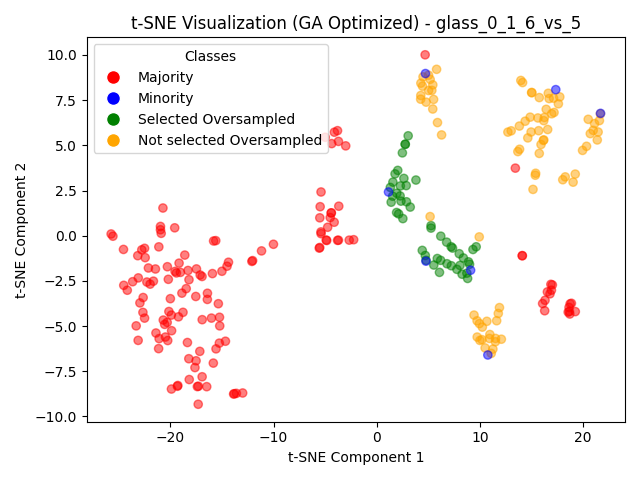 t-SNE Visualization (GA Optimized) - glass_0_1_6_vs_5
Classes
Majority
Minority
Selected Oversampled
Not selected Oversampled
t-SNE Component 2
10.0
7.5
5.0
2.5
0.0
−2.5
−5.0
−7.5
−10.0
−20 −10 0 10 20
t-SNE Component 1